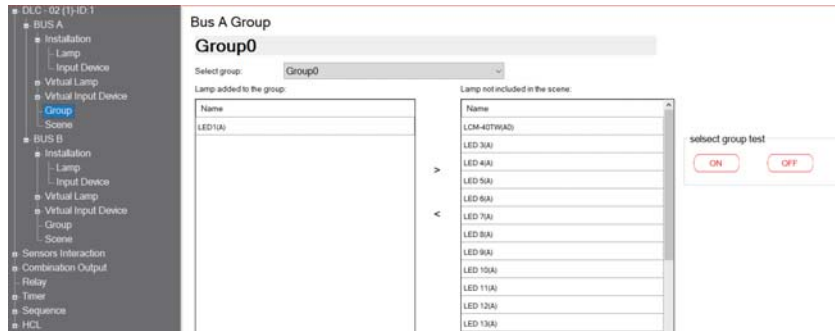 DLC - 02 (1)-ID:1
BUS A
Installation
Lamp
Input Device
Virtual Lamp
Virtual Input Device
Group
Scene
BUS B
Installation
Lamp
Input Device
Virtual Lamp
Virtual Input Device
Group
Scene
Sensors Interaction
Combination Output
Relay
Timer
Sequence
HCL
Bus A Group
Group0
Select group: Group0
Lamp added to the group:
Name
LED1(A)
>
<
Lamp not included in the scene:
Name
LCM-40TW(A0)
LED 3(A)
LED 4(A)
LED 5(A)
LED 6(A)
LED 7(A)
LED 8(A)
LED 9(A)
LED 10(A)
LED 11(A)
LED 12(A)
LED 13(A)
selsect group test
ON OFF